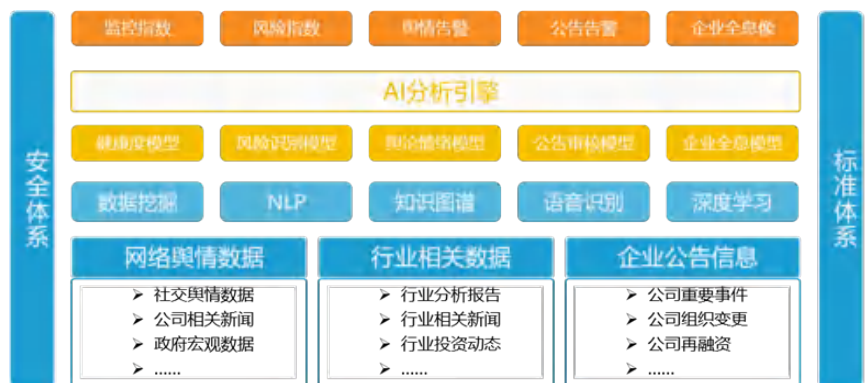 安全体系
监控指数 风险指数 舆情告警 公告告警 企业全息像
AI分析引擎
健康度模型 风险识别模型 舆论情绪模型 公告审核模型 企业全息模型
数据挖掘 NLP 知识图谱 语音识别 深度学习
网络舆情数据 行业相关数据 企业公告信息
➢ 社交舆情数据 ➢ 行业分析报告 ➢ 公司重要事件
➢ 公司相关新闻 ➢ 行业相关新闻 ➢ 公司组织变更
➢ 政府宏观数据 ➢ 行业投资动态 ➢ 公司再融资
➢ ...... ➢ ...... ➢ ......
标准体系